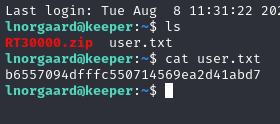 Last login: Tue Aug  8 11:31:22 202
lnorgaard@keeper:~$ ls
RT30000.zip  user.txt
lnorgaard@keeper:~$ cat user.txt
b6557094dfffc550714569ea2d41abd7
lnorgaard@keeper:~$